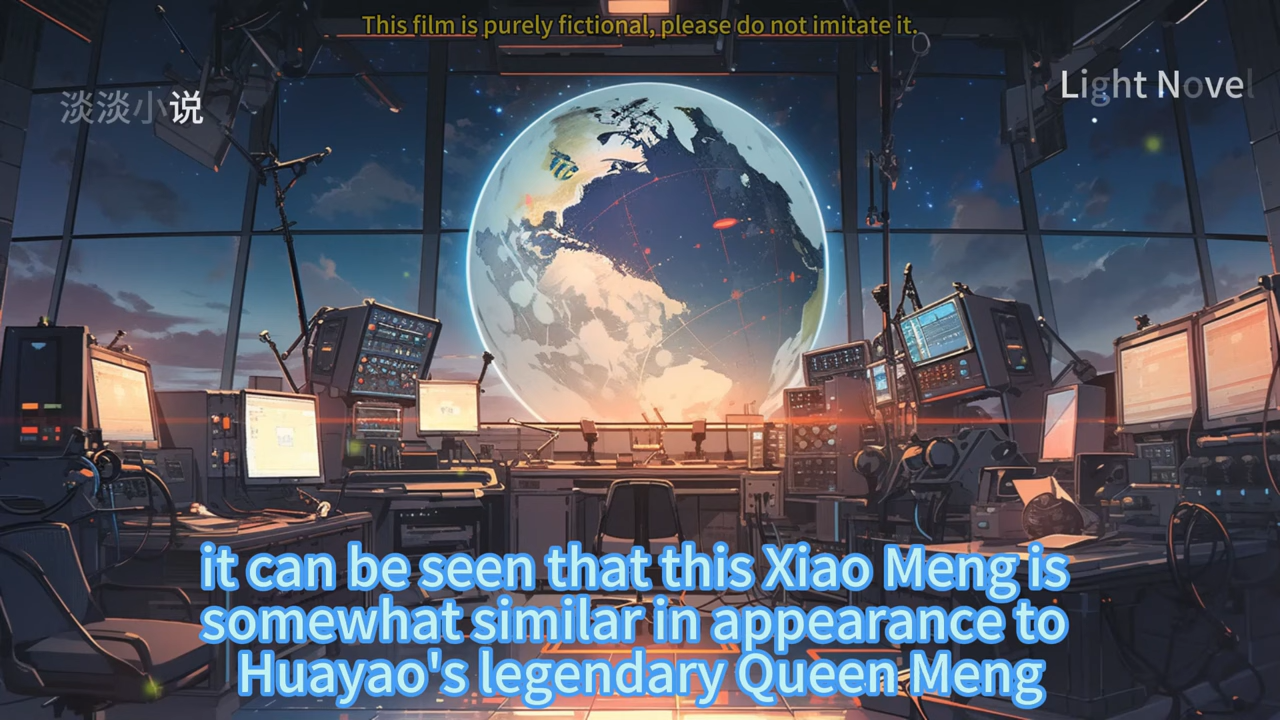 This film is purely fictional, please do not imitate it.
淡淡小说
Light Novel
it can be seen that this Xiao Meng is
somewhat similar in appearance to
Huayao's legendary Queen Meng